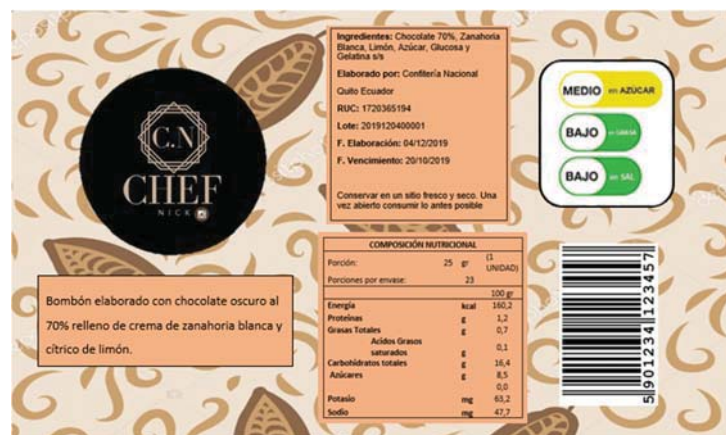 C.N
CHEF
NICK
Bombón elaborado con chocolate oscuro al
70% relleno de crema de zanahoria blanca y
cítrico de limón.
Ingredientes: Chocolate 70%, Zanahoria
Blanca, Limón, Azúcar, Glucosa y
Gelatina s/s
Elaborado por: Confitería Nacional
Quito Ecuador
RUC: 1720365194
Lote: 2019120400001
F. Elaboración: 04/12/2019
F. Vencimiento: 20/10/2019
Conservar en un sitio fresco y seco. Una
vez abierto consumir lo antes posible
COMPOSICIÓN NUTRICIONAL
Porción: 25 gr (1 UNIDAD)
Porciones por envase: 23
100 gr
Energía kcal 160,2
Proteínas g 1,2
Grasas Totales g 0,7
Acidos Grasos
saturados g 0,1
Carbohidratos totales g 16,4
Azúcares g 8,5
0,0
Potasio mg 63,2
Sodio mg 47,7
MEDIO en AZÚCAR
BAJO en GRASA
BAJO en SAL
5 901234 123457